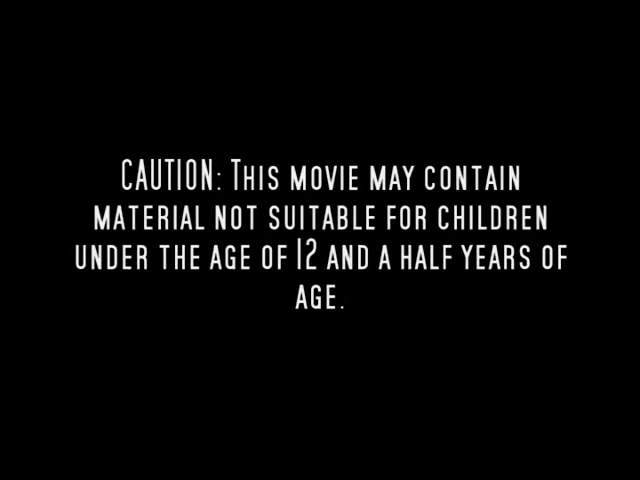 CAUTION: THIS MOVIE MAY CONTAIN
MATERIAL NOT SUITABLE FOR CHILDREN
UNDER THE AGE OF 12 AND A HALF YEARS OF
AGE.